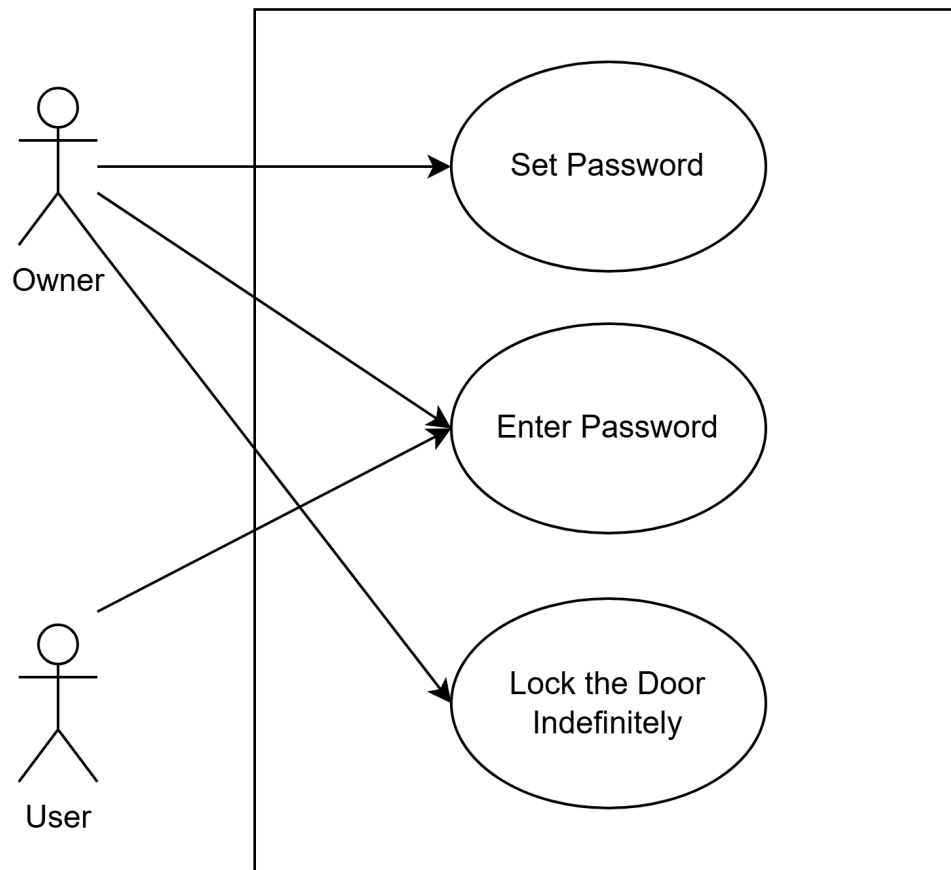 Set Password
Owner
Enter Password
Lock the Door
Indefinitely
User